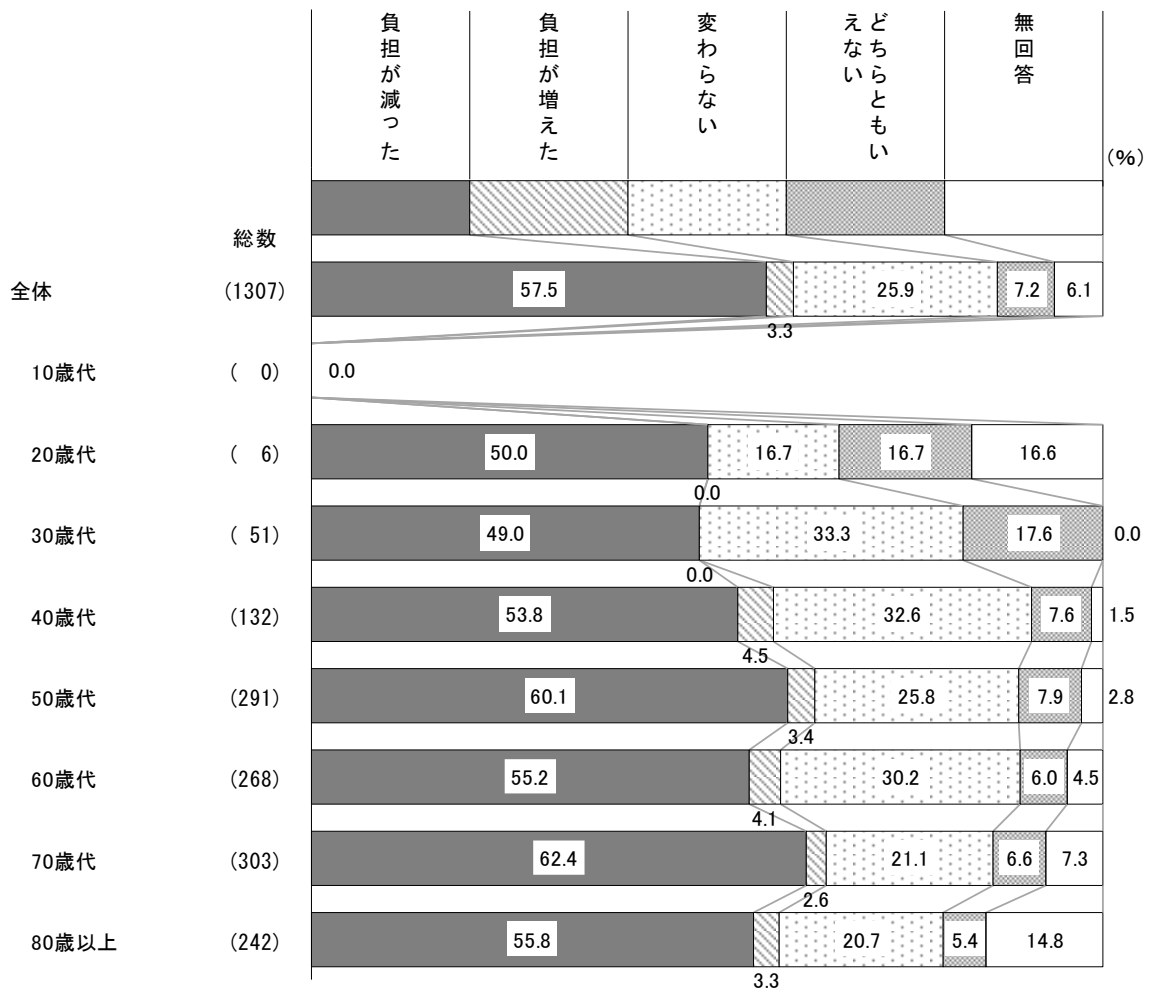 負担が減った
負担が増えた
変わらない
どちらともい
えない
無回答
(%)
総数
全体 (1307) 57.5 25.9 7.2 6.1
3.3
10歳代 ( 0) 0.0
20歳代 ( 6) 50.0 16.7 16.7 16.6
0.0
30歳代 ( 51) 49.0 33.3 17.6 0.0
0.0
40歳代 (132) 53.8 32.6 7.6 1.5
4.5
50歳代 (291) 60.1 25.8 7.9 2.8
3.4
60歳代 (268) 55.2 30.2 6.0 4.5
4.1
70歳代 (303) 62.4 21.1 6.6 7.3
2.6
80歳以上 (242) 55.8 20.7 5.4 14.8
3.3